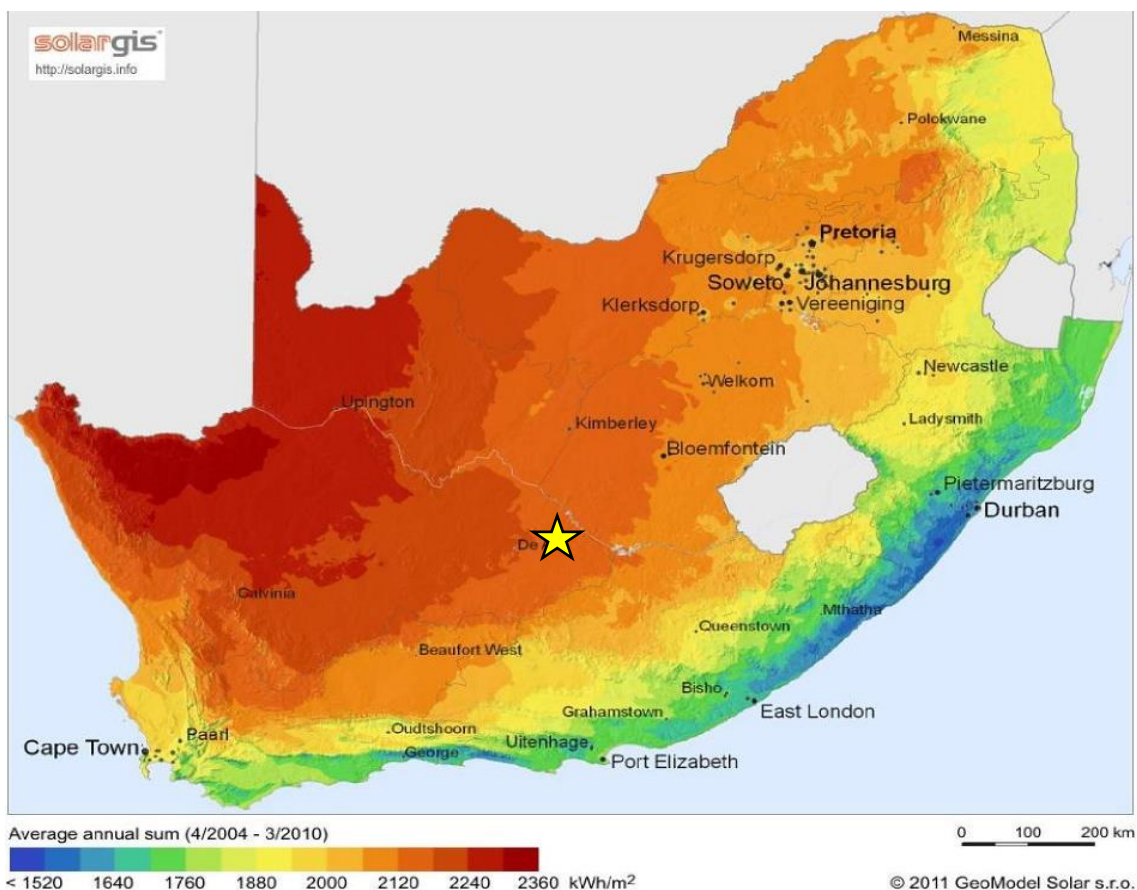 solargis
http://solargis.info
Messina
Polokwane
Pretoria
Krugersdorp
Soweto
Johannesburg
Klerksdorp
Vereeniging
Welkom
Newcastle
Upington
Kimberley
Ladysmith
Bloemfontein
Pietermaritzburg
Durban
De
Calvinia
Mthatha
Queenstown
Beaufort West
Bisho
East London
Grahamstown
Oudtshoorn
Paarl
Cape Town
George
Uitenhage
Port Elizabeth
Average annual sum (4/2004 - 3/2010)
0 100 200 km
< 1520 1640 1760 1880 2000 2120 2240 2360 kWh/m²
© 2011 GeoModel Solar s.r.o.